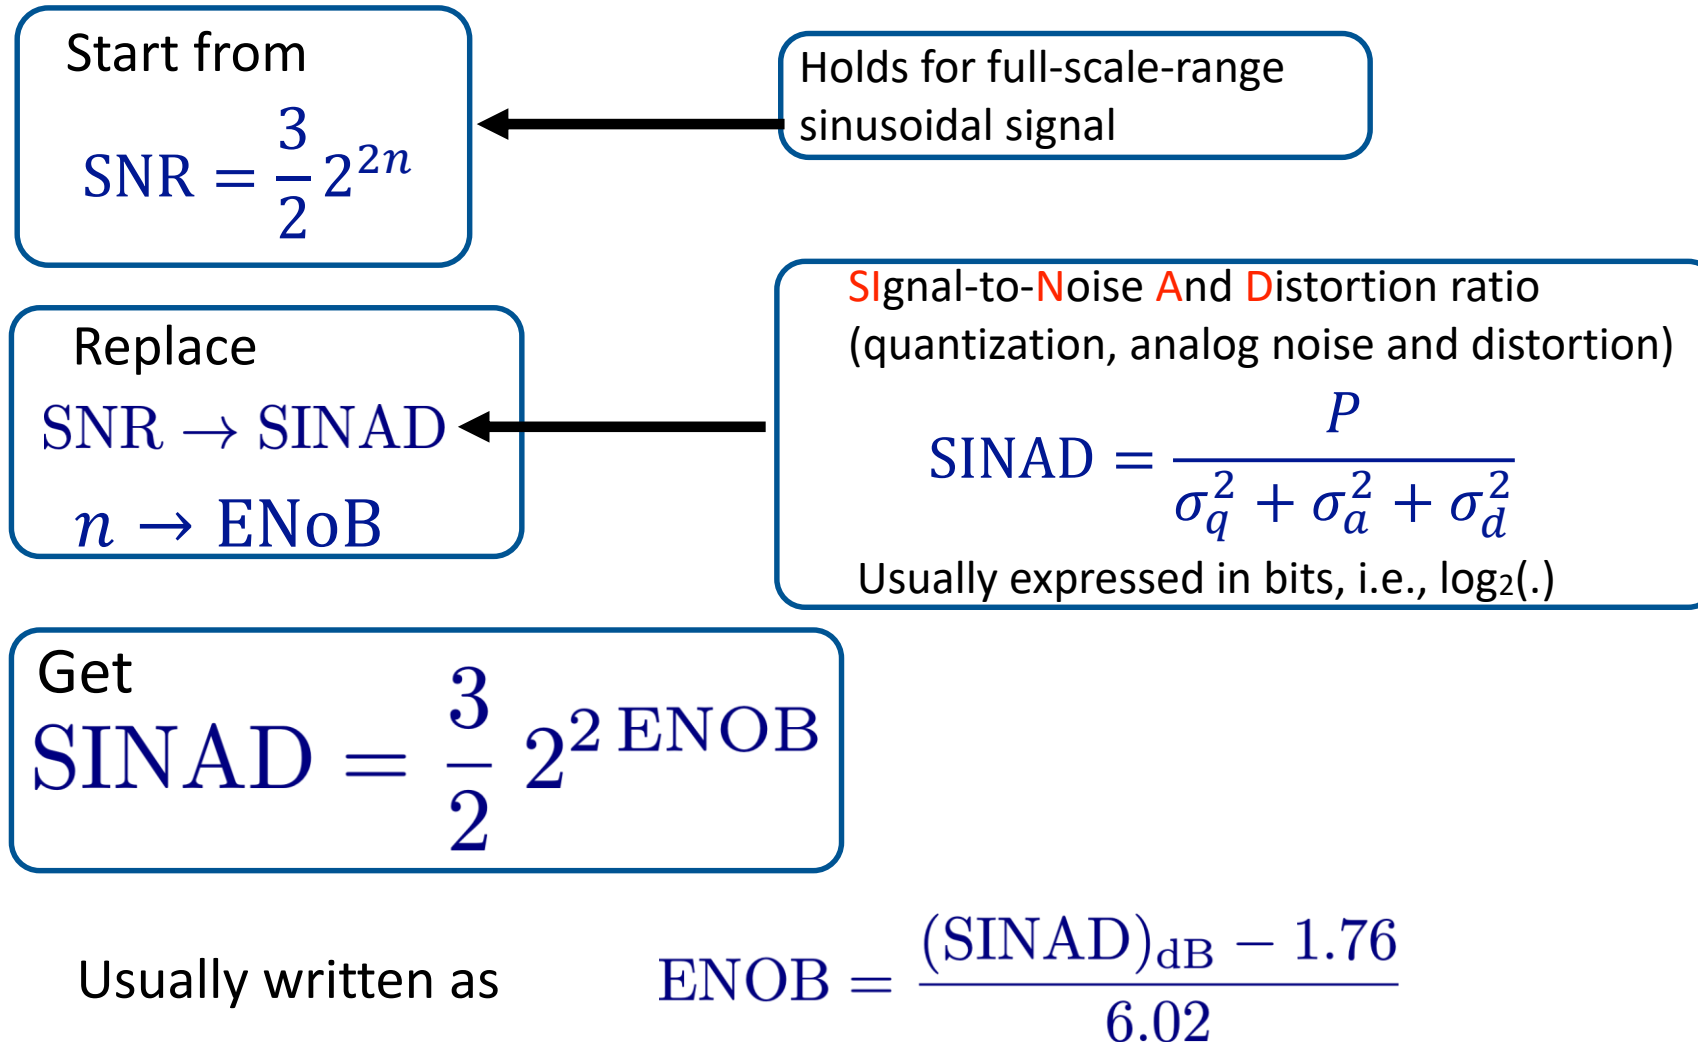 Start from
SNR = 3/2 2^{2n}
Holds for full-scale-range
sinusoidal signal
Replace
SNR → SINAD
n → ENoB
SIgnal-to-Noise And Distortion ratio
(quantization, analog noise and distortion)
SINAD = P / (σ_q^2 + σ_a^2 + σ_d^2)
Usually expressed in bits, i.e., log₂(.)
Get
SINAD = 3/2 2^{2 ENOB}
Usually written as
ENOB = ((SINAD)_{dB} − 1.76) / 6.02